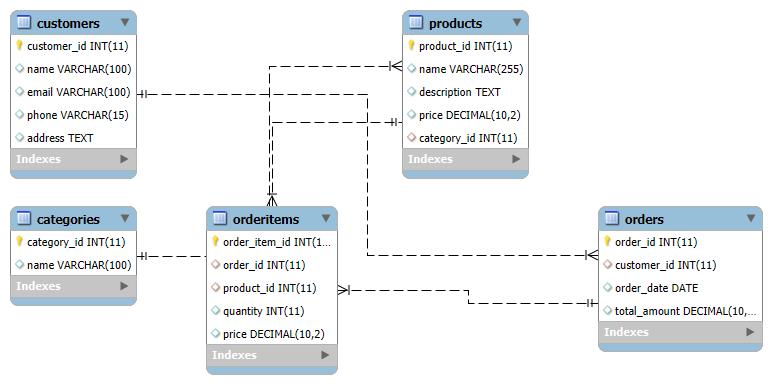 customers
customer_id INT(11)
name VARCHAR(100)
email VARCHAR(100)
phone VARCHAR(15)
address TEXT
Indexes
products
product_id INT(11)
name VARCHAR(255)
description TEXT
price DECIMAL(10,2)
category_id INT(11)
Indexes
categories
category_id INT(11)
name VARCHAR(100)
Indexes
orderitems
order_item_id INT(1...
order_id INT(11)
product_id INT(11)
quantity INT(11)
price DECIMAL(10,2)
Indexes
orders
order_id INT(11)
customer_id INT(11)
order_date DATE
total_amount DECIMAL(10,...
Indexes